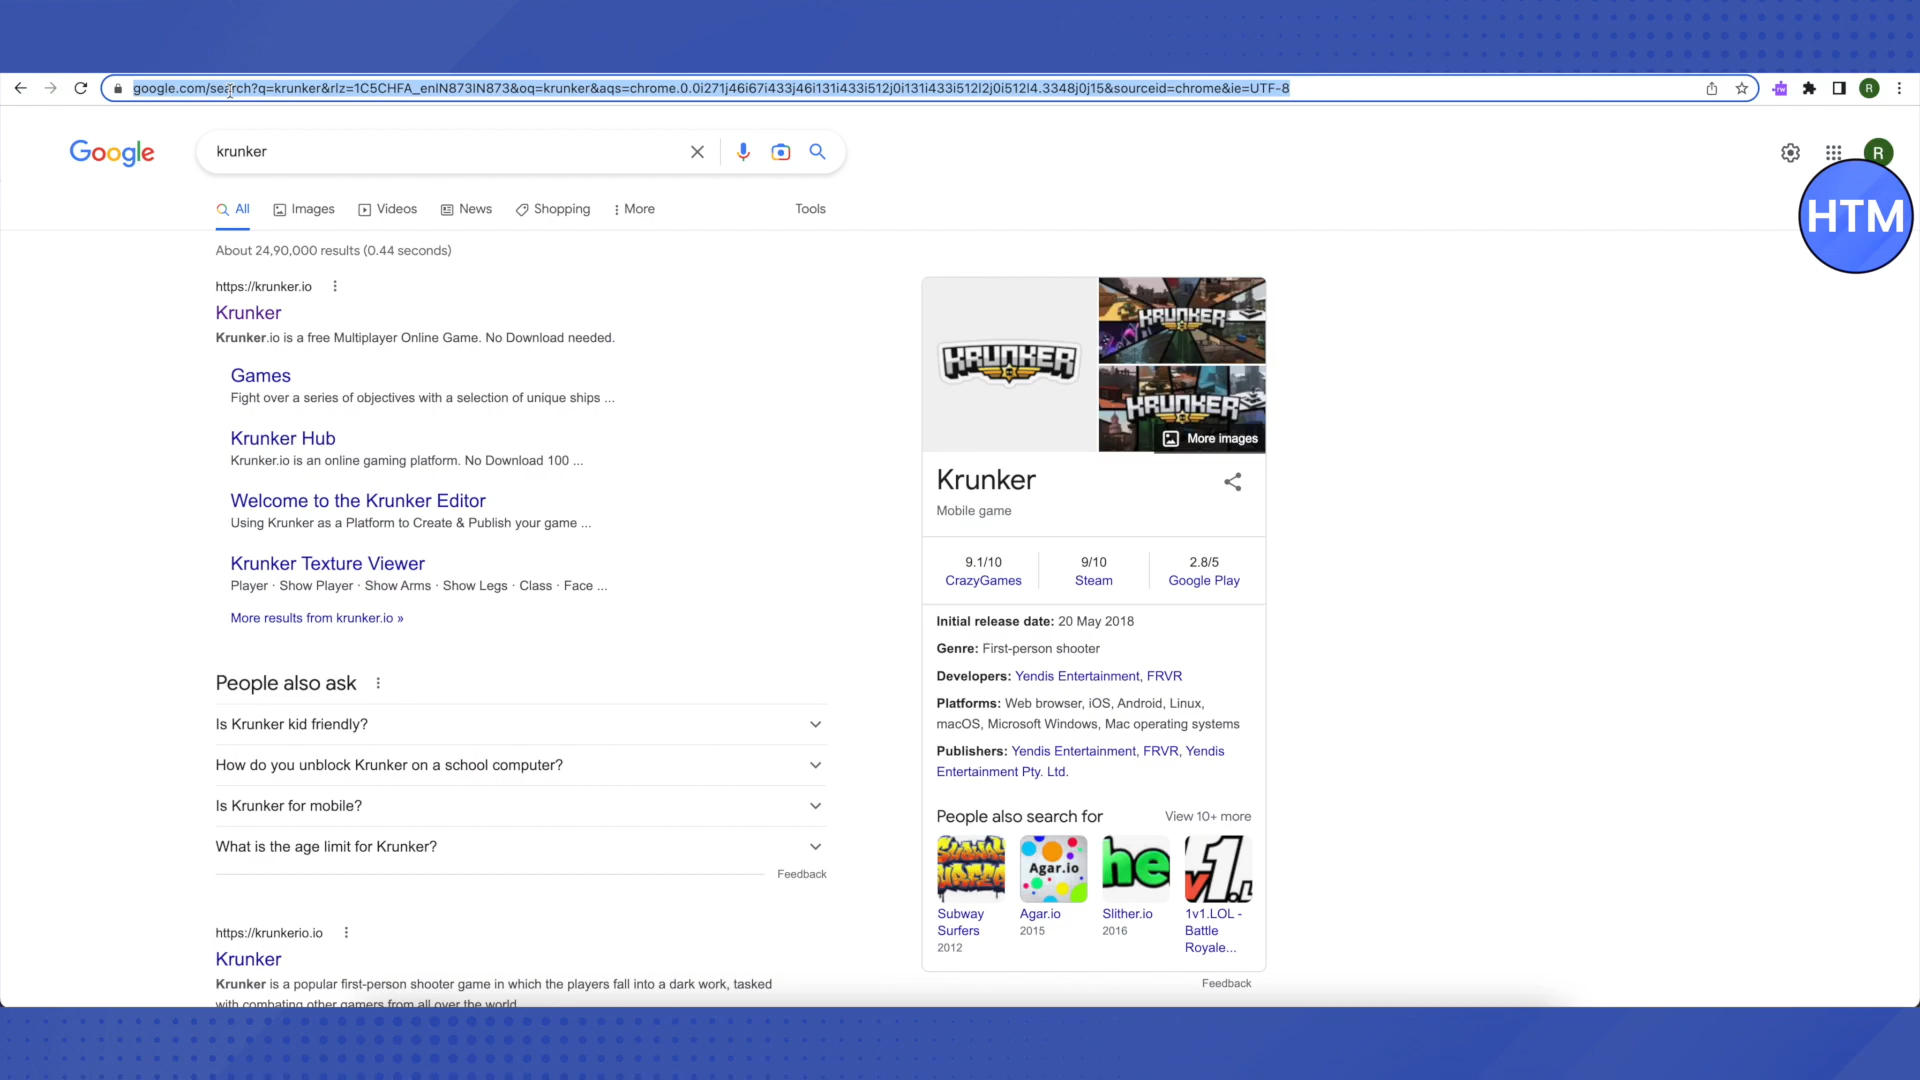 google.com/search?q=krunker&rlz=1C5CHFA_enIN873IN873&oq=krunker&aqs=chrome.0.0i271j46i67i433j46i131i433i512j0i131i433i512l2j0i512l4.3348j0j15&sourceid=chrome&ie=UTF-8
R
Google
krunker
R
HTM
All
Images
Videos
News
Shopping
More
Tools
About 24,90,000 results (0.44 seconds)
https://krunker.io
Krunker
Krunker.io is a free Multiplayer Online Game. No Download needed.
Games
Fight over a series of objectives with a selection of unique ships ...
Krunker Hub
Krunker.io is an online gaming platform. No Download 100 ...
Welcome to the Krunker Editor
Using Krunker as a Platform to Create & Publish your game ...
Krunker Texture Viewer
Player · Show Player · Show Arms · Show Legs · Class · Face ...
More results from krunker.io »
People also ask
Is Krunker kid friendly?
How do you unblock Krunker on a school computer?
Is Krunker for mobile?
What is the age limit for Krunker?
Feedback
https://krunkerio.io
Krunker
Krunker is a popular first-person shooter game in which the players fall into a dark work, tasked
with combating other gamers from all over the world
KRUNKER
KRUNKER
KRUNKER
More images
Krunker
Mobile game
9.1/10
CrazyGames
9/10
Steam
2.8/5
Google Play
Initial release date: 20 May 2018
Genre: First-person shooter
Developers: Yendis Entertainment, FRVR
Platforms: Web browser, iOS, Android, Linux,
macOS, Microsoft Windows, Mac operating systems
Publishers: Yendis Entertainment, FRVR, Yendis
Entertainment Pty. Ltd.
People also search for
View 10+ more
Agar.io
Subway
Surfers
2012
Agar.io
2015
Slither.io
2016
1v1.LOL -
Battle
Royale...
Feedback